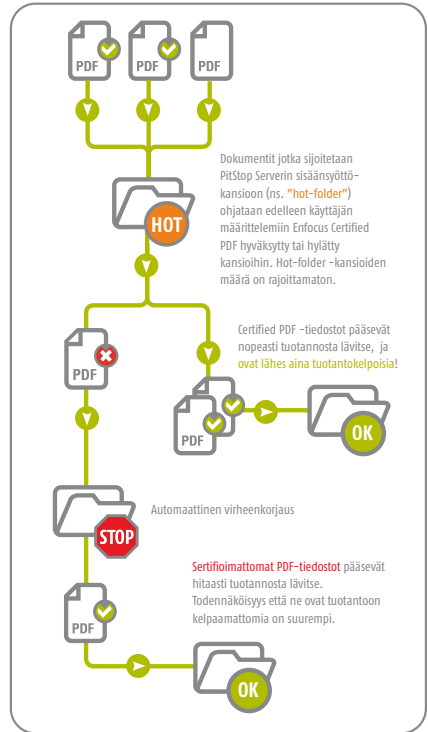 PDF PDF PDF
Dokumentit jotka sijoitetaan
PitStop Serverin sisäänsyöttö-
kansioon (ns. "hot-folder")
ohjataan edelleen käyttäjän
määrittelemiin Enfocus Certified
PDF hyväksytty tai hylätty
kansioihin. Hot-folder -kansioiden
määrä on rajoittamaton.
HOT
Certified PDF -tiedostot pääsevät
nopeasti tuotannosta lävitse, ja
ovat lähes aina tuotantokelpoisia!
PDF
PDF
OK
Automaattinen virheenkorjaus
STOP
Sertifioimattomat PDF-tiedostot pääsevät
hitaasti tuotannosta lävitse.
Todennäköisyys että ne ovat tuotantoon
kelpaamattomia on suurempi.
PDF
OK